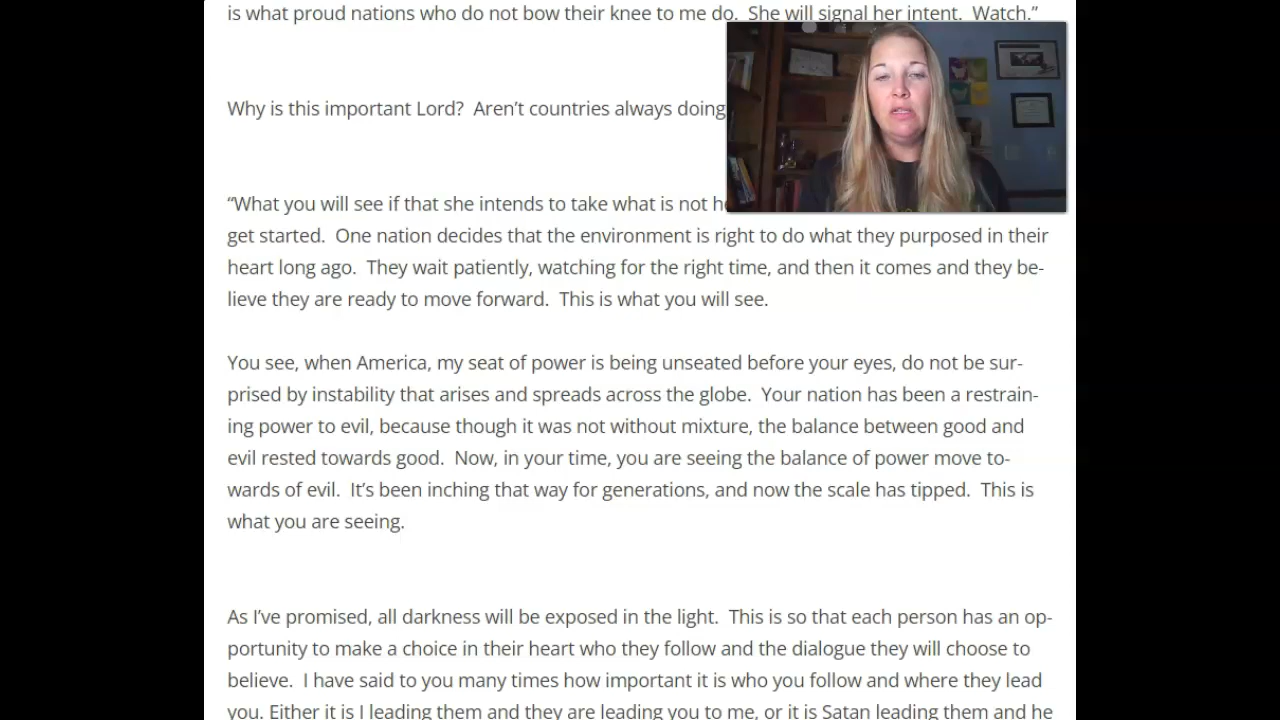 is what proud nations who do not bow their knee to me do.  She will signal her intent.  Watch.”
Why is this important Lord?  Aren’t countries always doing
“What you will see if that she intends to take what is not
get started.  One nation decides that the environment is right to do what they purposed in their
heart long ago.  They wait patiently, watching for the right time, and then it comes and they be-
lieve they are ready to move forward.  This is what you will see.
You see, when America, my seat of power is being unseated before your eyes, do not be sur-
prised by instability that arises and spreads across the globe.  Your nation has been a restrain-
ing power to evil, because though it was not without mixture, the balance between good and
evil rested towards good.  Now, in your time, you are seeing the balance of power move to-
wards of evil.  It’s been inching that way for generations, and now the scale has tipped.  This is
what you are seeing.
As I’ve promised, all darkness will be exposed in the light.  This is so that each person has an op-
portunity to make a choice in their heart who they follow and the dialogue they will choose to
believe.  I have said to you many times how important it is who you follow and where they lead
you. Either it is I leading them and they are leading you to me, or it is Satan leading them and he